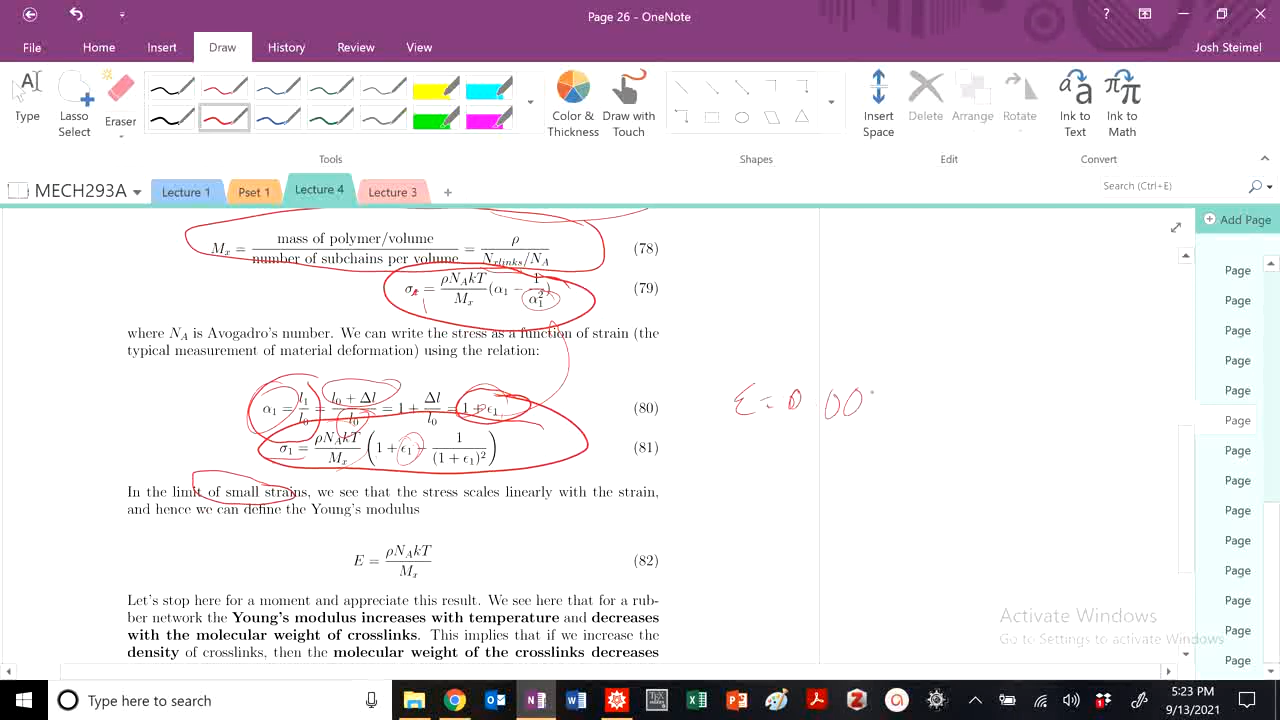 Page 26 - OneNote
?
File Home Insert Draw History Review View Josh Steimel
Type Lasso Select Eraser Color & Thickness Draw with Touch Insert Space Delete Arrange Rotate Ink to Text Ink to Math
Tools Shapes Edit Convert
MECH293A Lecture 1 Pset 1 Lecture 4 Lecture 3 + Search (Ctrl+E)
Add Page
M_x = mass of polymer/volume / number of subchains per volume = ρ / N_xlinks/N_A (78)
= ρN_AkT / M_x (α_1 − 1 / α_1^2) (79)
where N_A is Avogadro's number. We can write the stress as a function of strain (the
typical measurement of material deformation) using the relation:
α_1 = l_1 / l_0 = l_0 + Δl / l_0 = 1 + Δl / l_0 = 1 + ϵ_1 (80)
ε = 0.00
σ_1 = ρN_AkT / M_x (1 + ϵ_1 − 1 / (1 + ϵ_1)^2) (81)
In the limit of small strains, we see that the stress scales linearly with the strain,
and hence we can define the Young's modulus
E = ρN_AkT / M_x (82)
Let's stop here for a moment and appreciate this result. We see here that for a rub-
ber network the Young's modulus increases with temperature and decreases
with the molecular weight of crosslinks. This implies that if we increase the
density of crosslinks, then the molecular weight of the crosslinks decreases
Page
Page
Page
Page
Page
Page
Page
Page
Page
Page
Page
Page
Page
Page
Activate Windows
Go to Settings to activate Windows
Type here to search
5:23 PM
9/13/2021